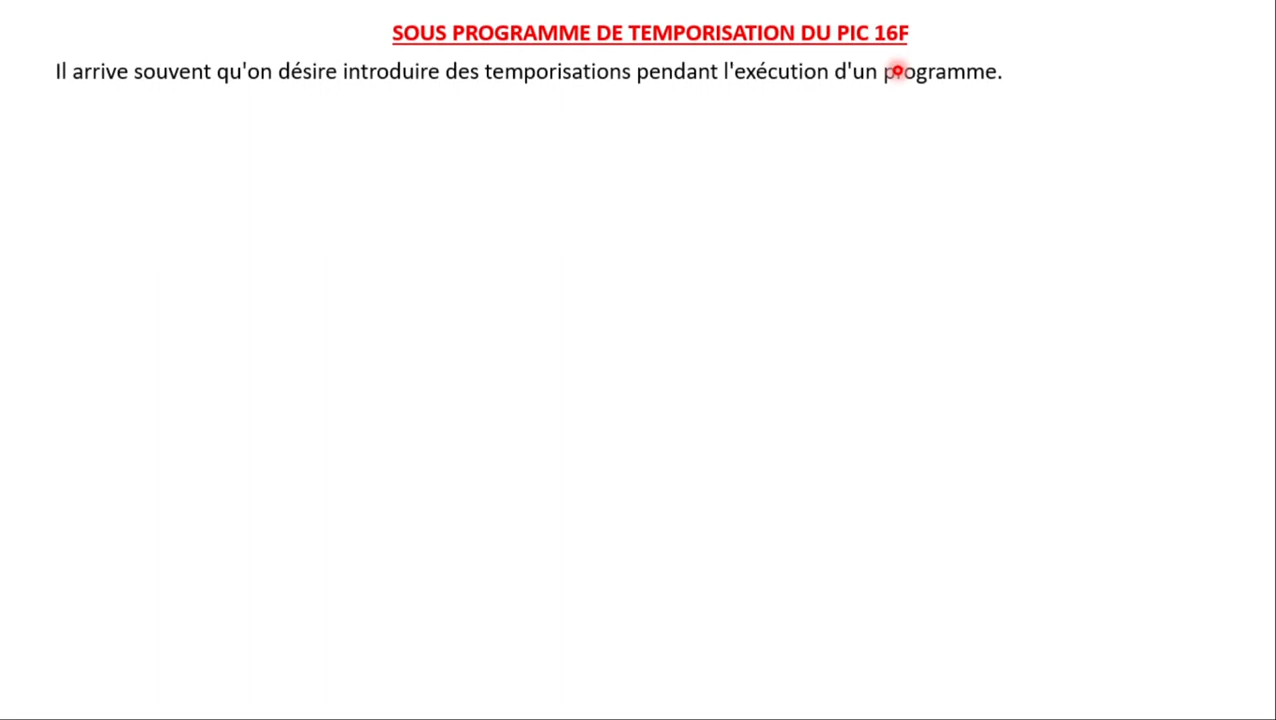 SOUS PROGRAMME DE TEMPORISATION DU PIC 16F
Il arrive souvent qu'on désire introduire des temporisations pendant l'exécution d'un programme.